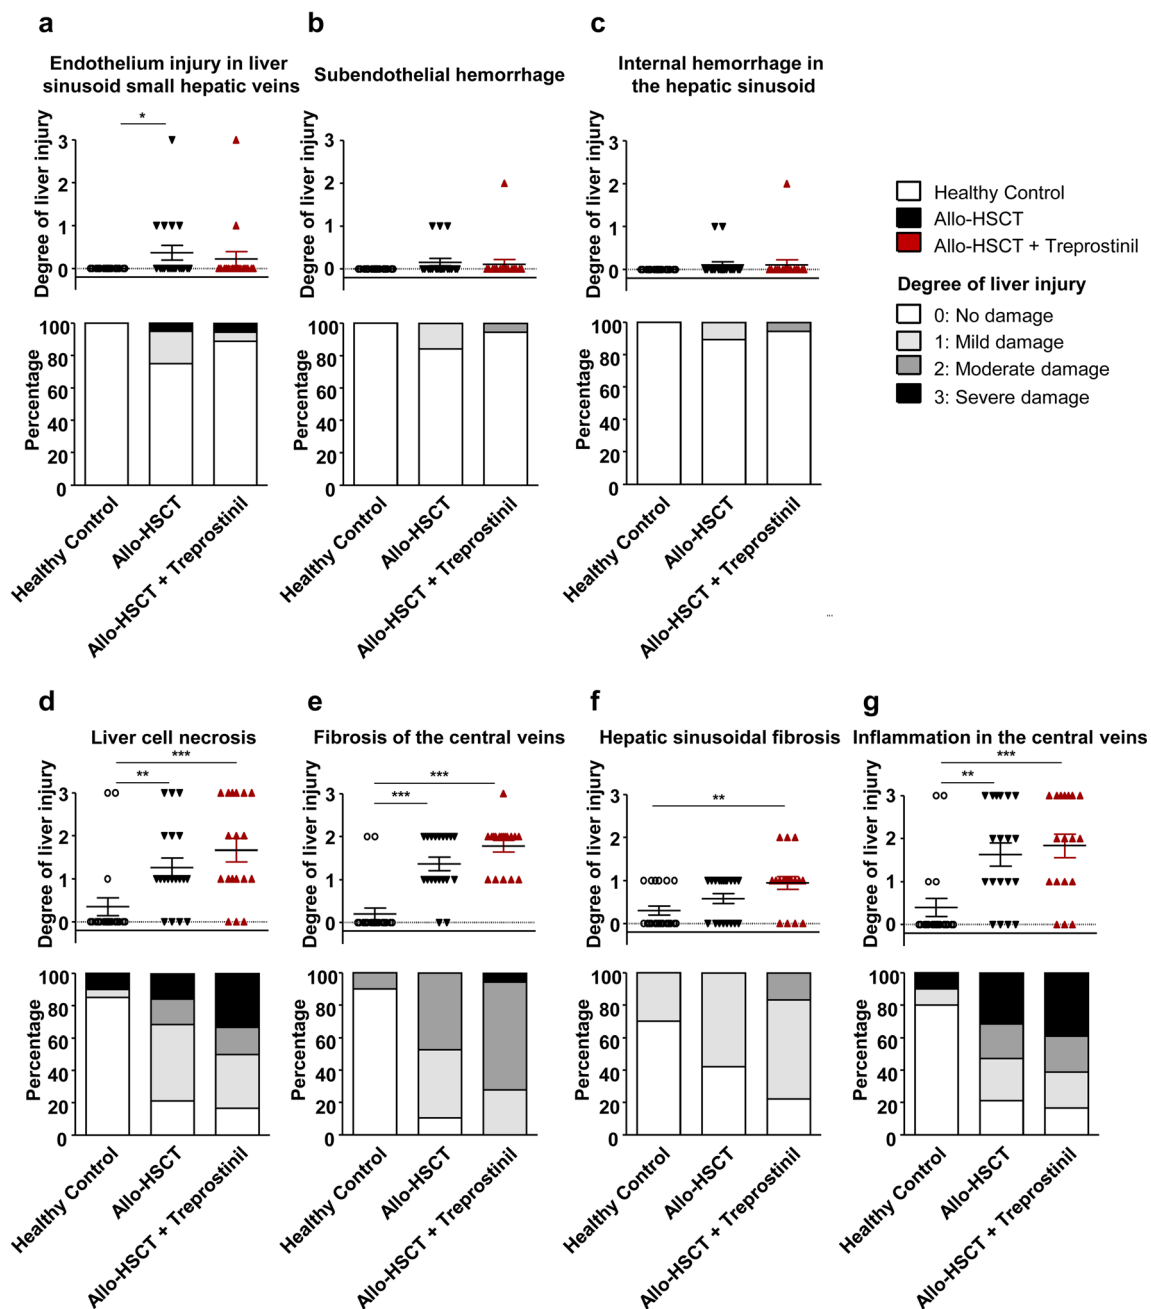 a
Endothelium injury in liver
sinusoid small hepatic veins
*
Degree of liver injury
3
2
1
0
Percentage
100
80
60
40
20
0
Healthy Control
Allo-HSCT
Allo-HSCT + Treprostinil
b
Subendothelial hemorrhage
Degree of liver injury
3
2
1
0
Percentage
100
80
60
40
20
0
Healthy Control
Allo-HSCT
Allo-HSCT + Treprostinil
c
Internal hemorrhage in
the hepatic sinusoid
Degree of liver injury
3
2
1
0
Percentage
100
80
60
40
20
0
Healthy Control
Allo-HSCT
Allo-HSCT + Treprostinil
...
Healthy Control
Allo-HSCT
Allo-HSCT + Treprostinil
Degree of liver injury
0: No damage
1: Mild damage
2: Moderate damage
3: Severe damage
d
Liver cell necrosis
***
**
Degree of liver injury
3
2
1
0
Percentage
100
80
60
40
20
0
Healthy Control
Allo-HSCT
Allo-HSCT + Treprostinil
e
Fibrosis of the central veins
***
***
Degree of liver injury
3
2
1
0
Percentage
100
80
60
40
20
0
Healthy Control
Allo-HSCT
Allo-HSCT + Treprostinil
f
Hepatic sinusoidal fibrosis
**
Degree of liver injury
3
2
1
0
Percentage
100
80
60
40
20
0
Healthy Control
Allo-HSCT
Allo-HSCT + Treprostinil
g
Inflammation in the central veins
***
**
Degree of liver injury
3
2
1
0
Percentage
100
80
60
40
20
0
Healthy Control
Allo-HSCT
Allo-HSCT + Treprostinil